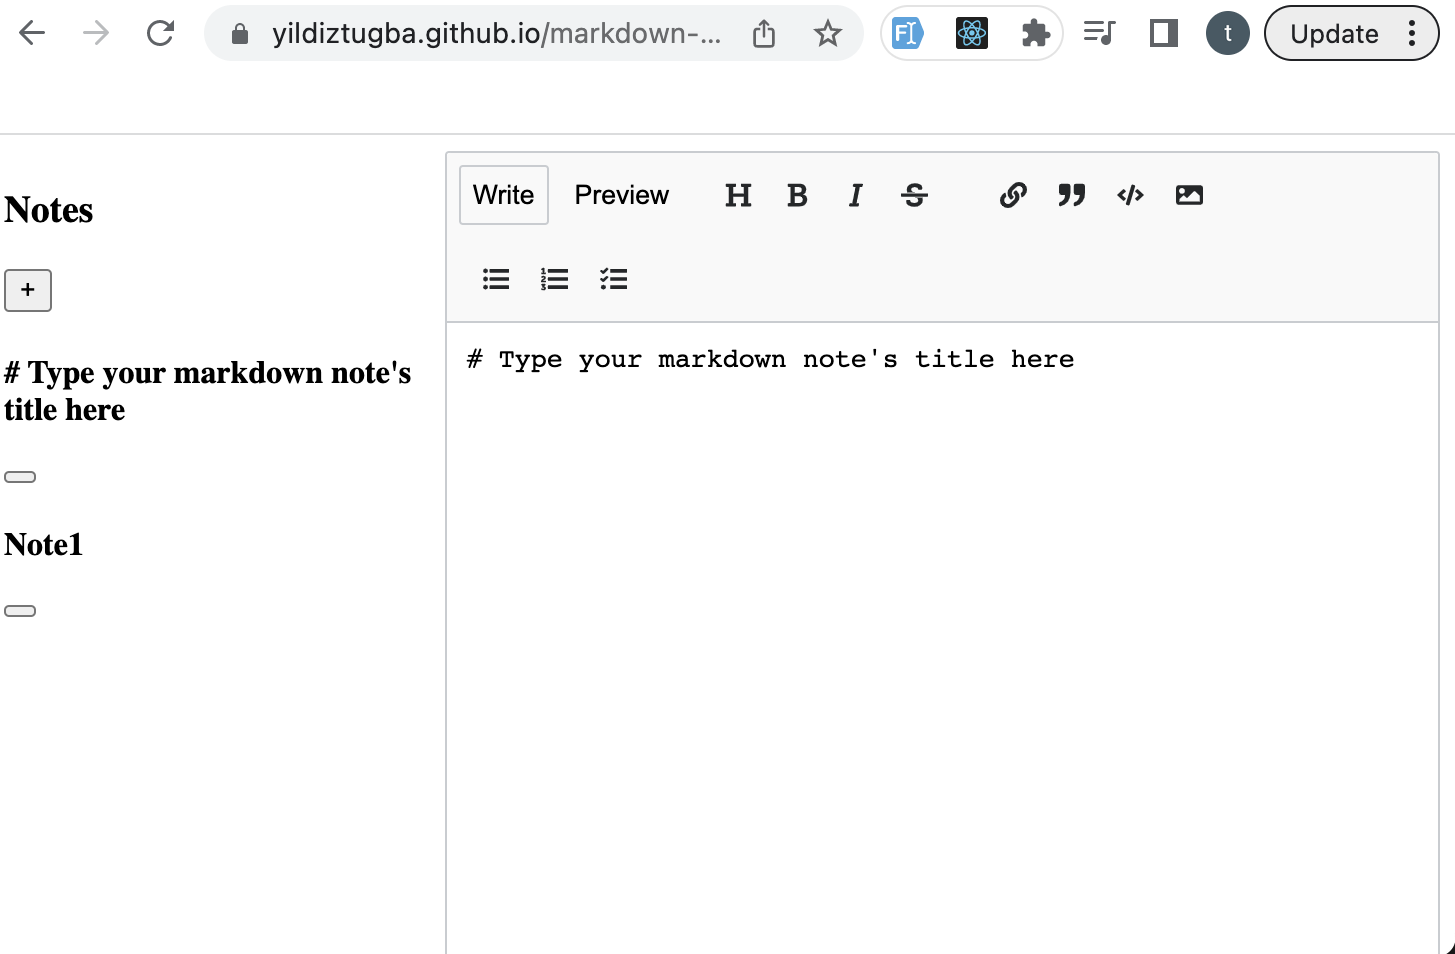 yildiztugba.github.io/markdown-...
t
Update
Notes
+
# Type your markdown note's
title here
Note1
Write Preview H B I S
# Type your markdown note's title here